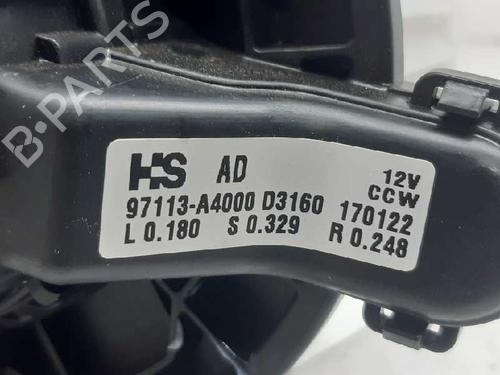 B-PARTS
HS AD 12V
CCW
97113-A4000 D3160 170122
L 0.180 S 0.329 R 0.248